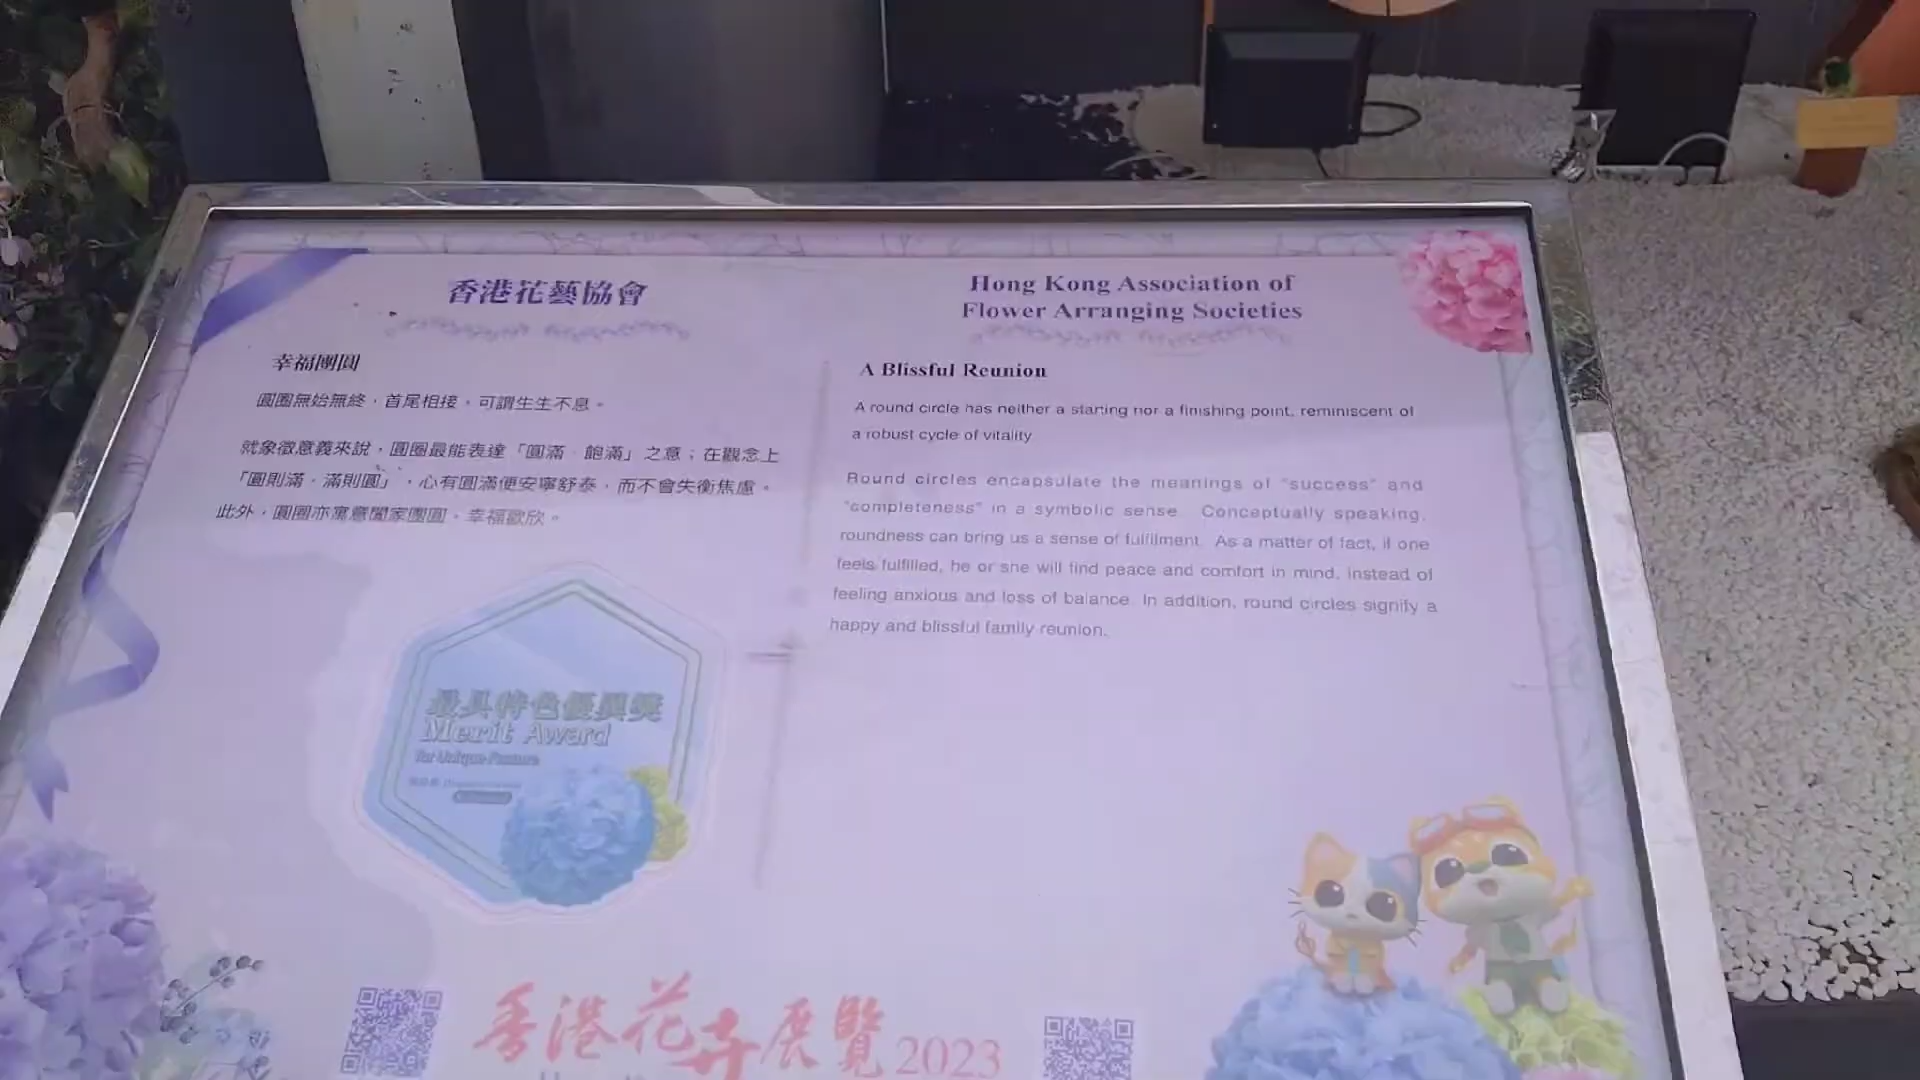 香港花藝協會
幸福團圓
圓圈無始無終，首尾相接，可謂生生不息。
就象徵意義來說，圓圈最能表達「圓滿、飽滿」之意；在觀念上
「圓則滿，滿則圓」，心有圓滿便安寧舒泰，而不會失衡焦慮。
此外，圓圈亦寓意闔家團圓，幸福歡欣。
最具特色優異獎
Merit Award
for Unique Feature
Hong Kong Association of
Flower Arranging Societies
A Blissful Reunion
A round circle has neither a starting nor a finishing point, reminiscent of
a robust cycle of vitality.
Round circles encapsulate the meanings of "success" and
"completeness" in a symbolic sense. Conceptually speaking,
roundness can bring us a sense of fulfilment. As a matter of fact, if one
feels fulfilled, he or she will find peace and comfort in mind, instead of
feeling anxious and loss of balance. In addition, round circles signify a
happy and blissful family reunion.
香港花卉展覽2023